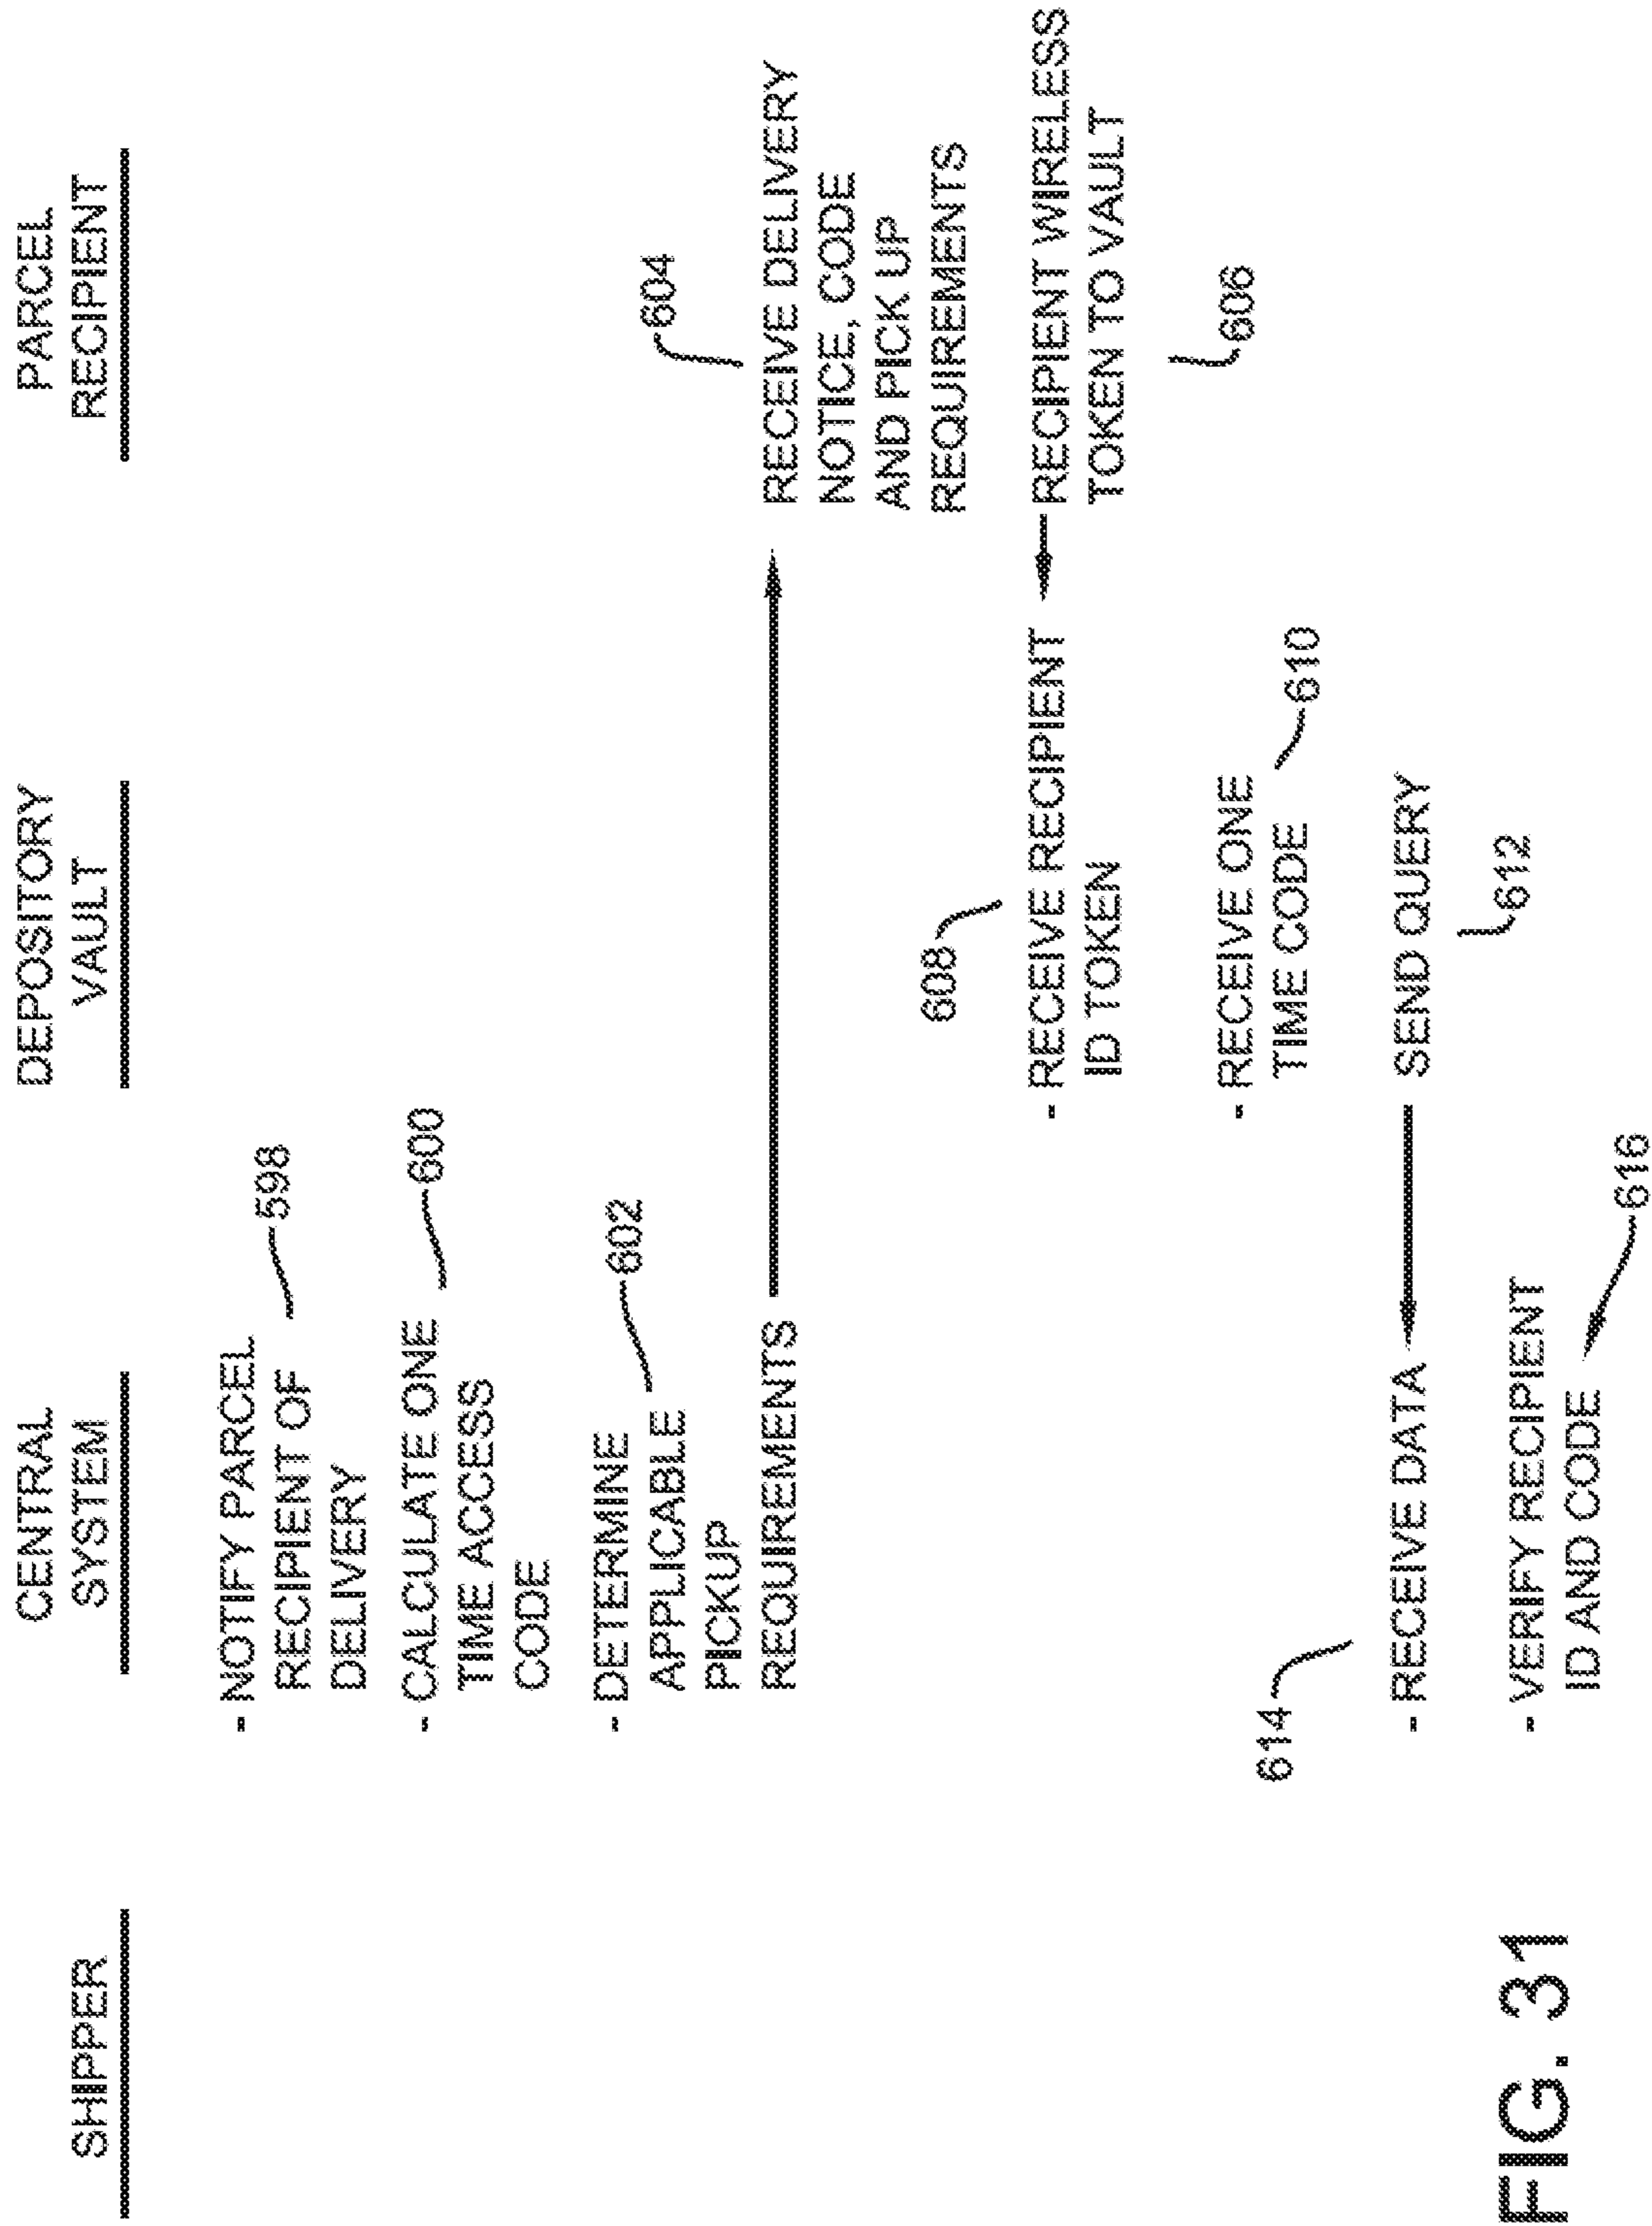 SHIPPER
CENTRAL
SYSTEM
DEPOSITORY
VAULT
PARCEL
RECIPIENT
- NOTIFY PARCEL
RECIPIENT OF
DELIVERY
598
- CALCULATE ONE
TIME ACCESS
CODE
600
- DETERMINE
APPLICABLE
PICKUP
REQUIREMENTS
602
604
RECEIVE DELIVERY
NOTICE, CODE
AND PICK UP
REQUIREMENTS
RECIPIENT WIRELESS
TOKEN TO VAULT
606
608
- RECEIVE RECIPIENT
ID TOKEN
- RECEIVE ONE
TIME CODE
610
SEND QUERY
612
614
- RECEIVE DATA
- VERIFY RECIPIENT
ID AND CODE
616
FIG. 31